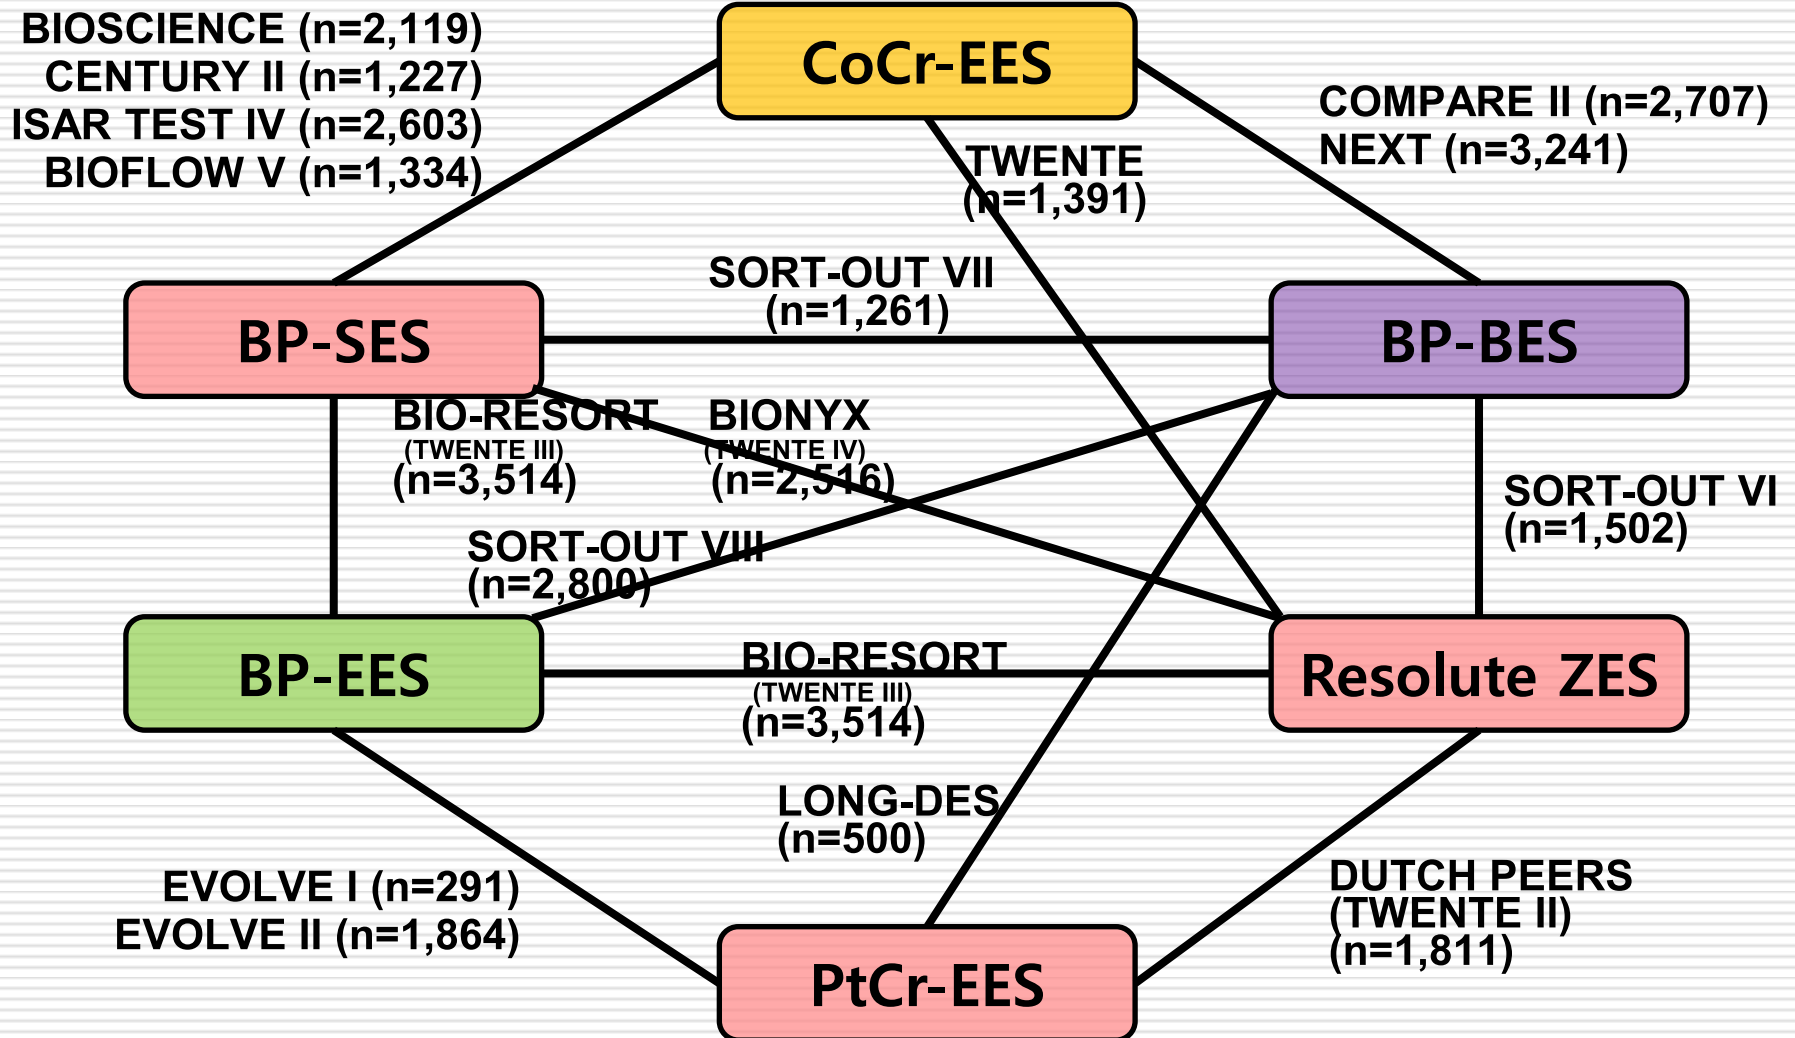 BIOSCIENCE (n=2,119)
CENTURY II (n=1,227)
ISAR TEST IV (n=2,603)
BIOFLOW V (n=1,334)
CoCr-EES
COMPARE II (n=2,707)
NEXT (n=3,241)
TWENTE
(n=1,391)
SORT-OUT VII
(n=1,261)
BP-SES
BP-BES
BIO-RESORT
(TWENTE III)
(n=3,514)
BIONYX
(TWENTE IV)
(n=2,516)
SORT-OUT VI
(n=1,502)
SORT-OUT VIII
(n=2,800)
BP-EES
BIO-RESORT
(TWENTE III)
(n=3,514)
Resolute ZES
LONG-DES
(n=500)
EVOLVE I (n=291)
EVOLVE II (n=1,864)
DUTCH PEERS
(TWENTE II)
(n=1,811)
PtCr-EES